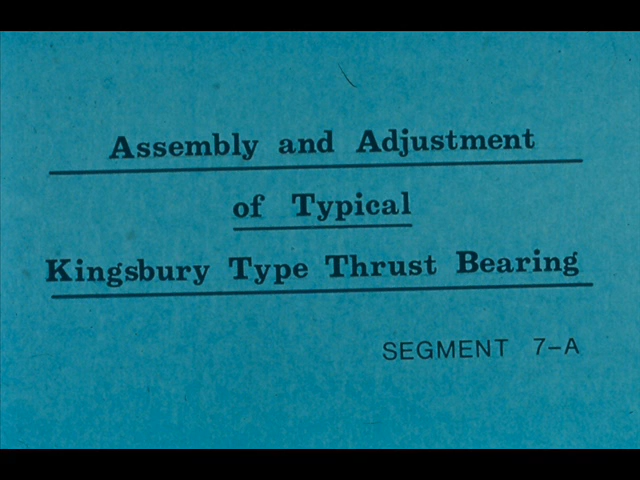 Assembly and Adjustment
of Typical
Kingsbury Type Thrust Bearing
SEGMENT 7-A